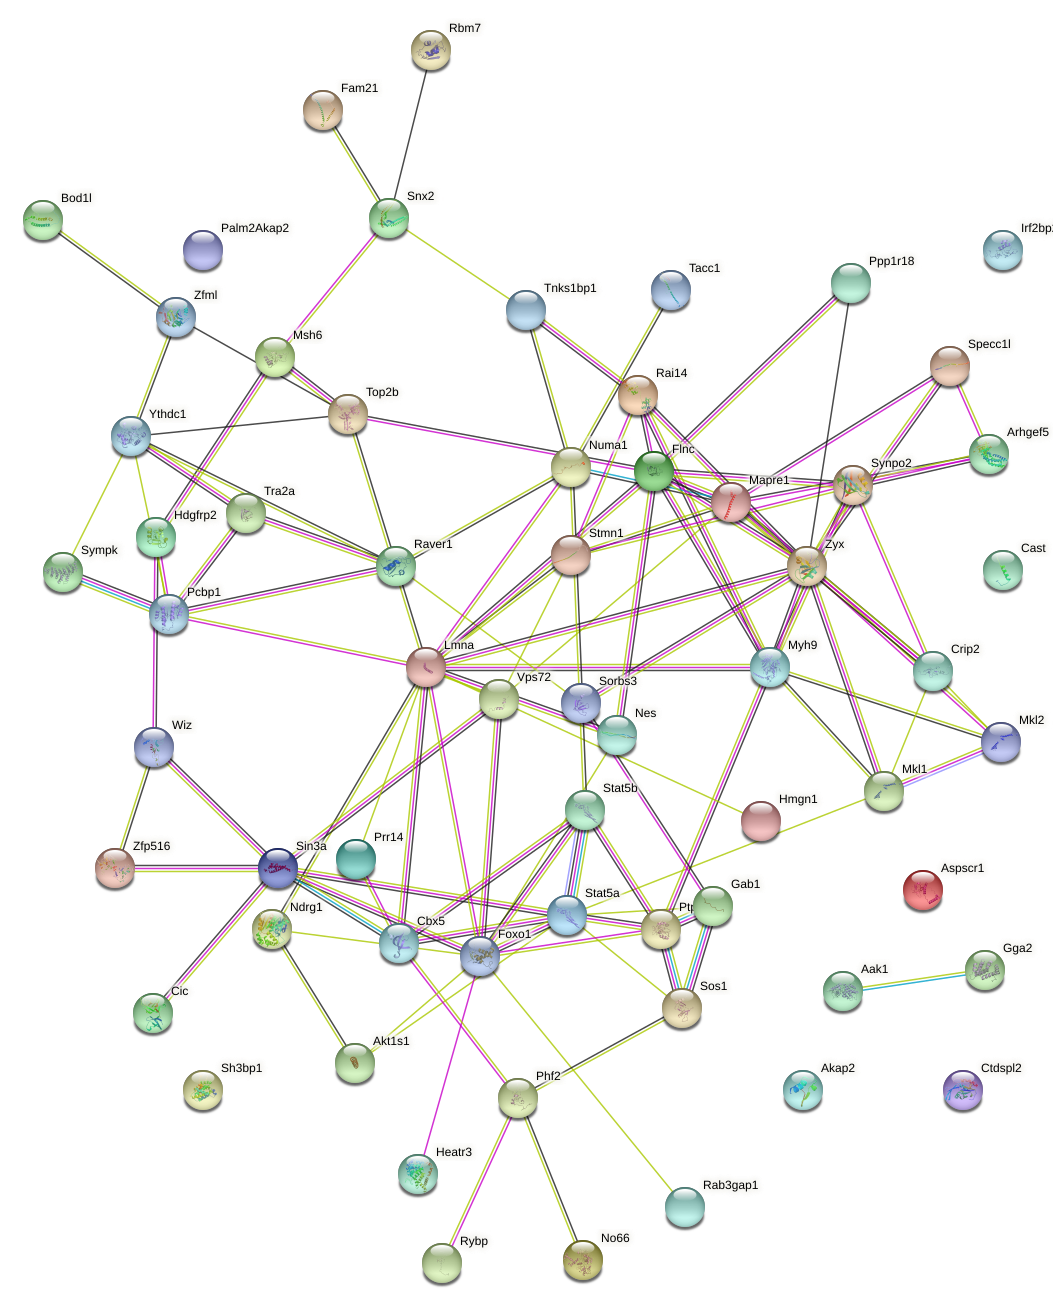 Rbm7
Fam21
Snx2
Bod1l
Palm2Akap2
Irf2bp
Ppp1r18
Tacc1
Tnks1bp1
Zfml
Msh6
Specc1l
Rai14
Top2b
Ythdc1
Arhgef5
Numa1
Flnc
Synpo2
Mapre1
Tra2a
Hdgfrp2
Stmn1
Zyx
Raver1
Sympk
Cast
Pcbp1
Lmna
Myh9
Crip2
Vps72
Sorbs3
Nes
Mkl2
Wiz
Mkl1
Stat5b
Hmgn1
Prr14
Zfp516
Sin3a
Aspscr1
Gab1
Stat5a
Ndrg1
Cbx5
Ptp
Foxo1
Gga2
Aak1
Sos1
Cic
Akt1s1
Sh3bp1
Phf2
Akap2
Ctdspl2
Heatr3
Rab3gap1
Rybp
No66